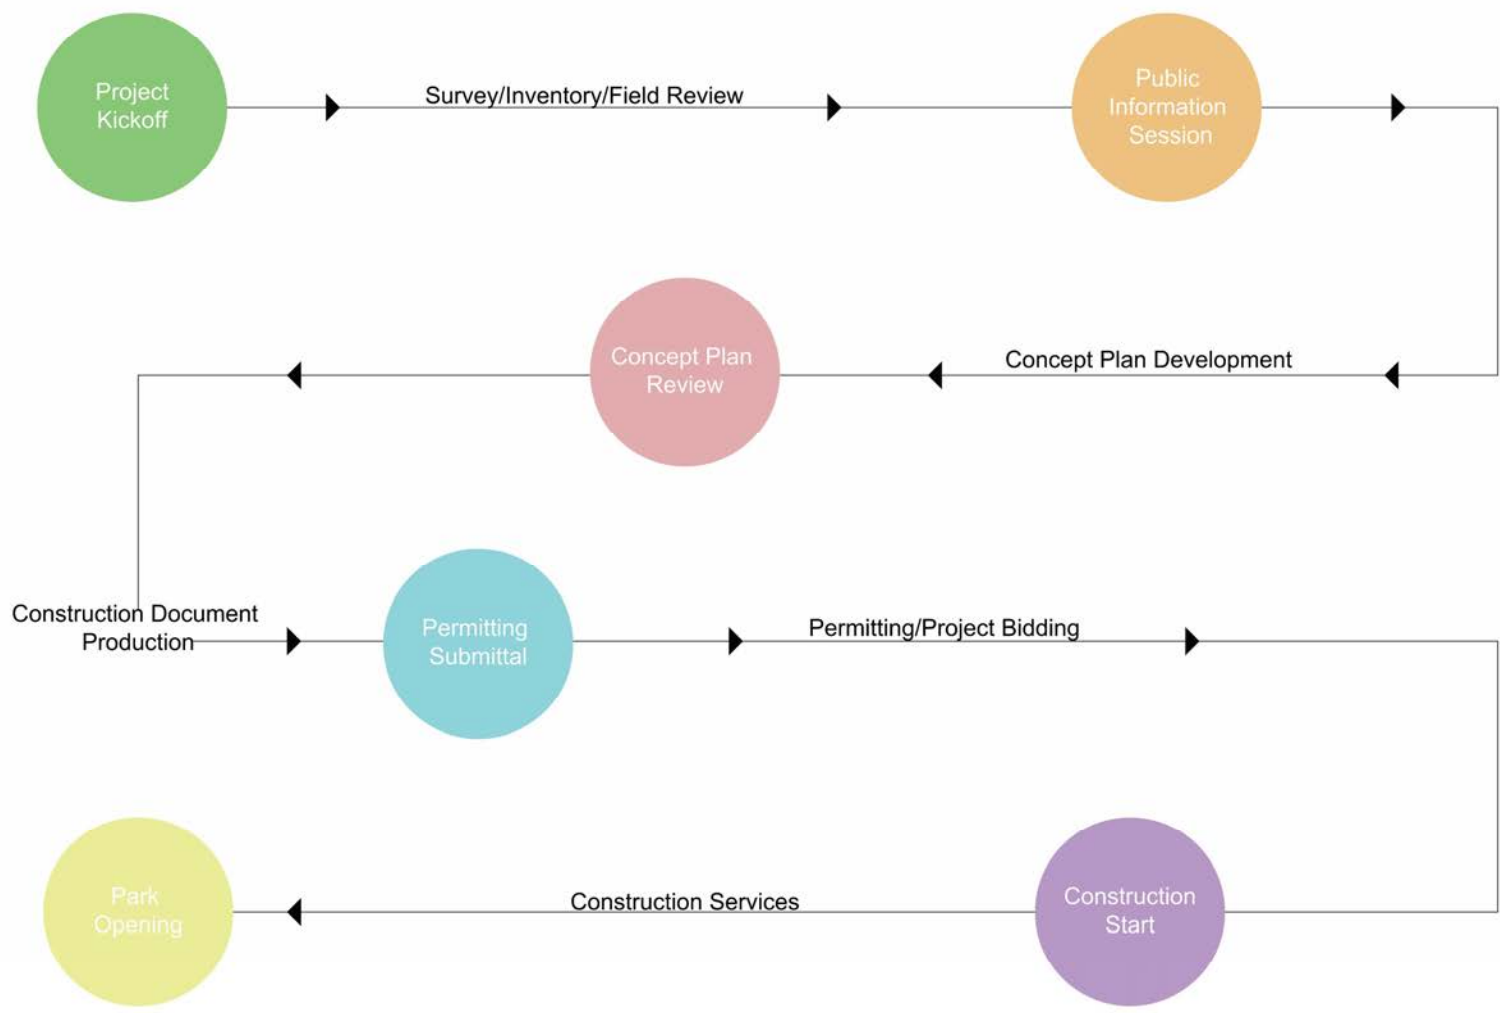 Project
Kickoff
Survey/Inventory/Field Review
Public
Information
Session
Concept Plan Development
Concept Plan
Review
Construction Document
Production
Permitting
Submittal
Permitting/Project Bidding
Construction
Start
Construction Services
Park
Opening